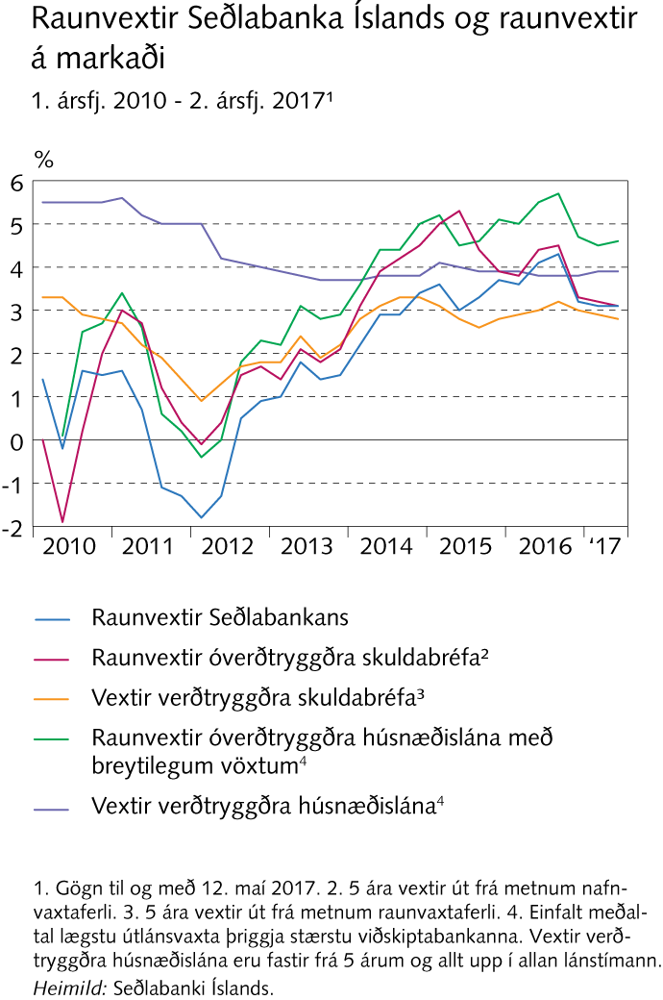 Raunvextir Seðlabanka Íslands og raunvextir
á markaði
1. ársfj. 2010 - 2. ársfj. 2017¹
%
6
5
4
3
2
1
0
-1
-2
2010 2011 2012 2013 2014 2015 2016 ‘17
Raunvextir Seðlabankans
Raunvextir óverðtryggðra skuldabréfa²
Vextir verðtryggðra skuldabréfa³
Raunvextir óverðtryggðra húsnæðislána með
breytilegum vöxtum⁴
Vextir verðtryggðra húsnæðislána⁴
1. Gögn til og með 12. maí 2017. 2. 5 ára vextir út frá metnum nafn-
vaxtaferli. 3. 5 ára vextir út frá metnum raunvaxtaferli. 4. Einfalt meðal-
tal lægstu útlánsvaxta þriggja stærstu viðskiptabankanna. Vextir verð-
tryggðra húsnæðislána eru fastir frá 5 árum og allt upp í allan lánstímann.
Heimild: Seðlabanki Íslands.